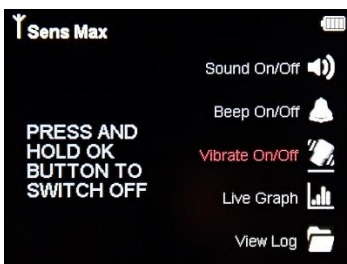 Sens Max
Sound On/Off
Beep On/Off
PRESS AND
HOLD OK
BUTTON TO
SWITCH OFF
Vibrate On/Off
Live Graph
View Log